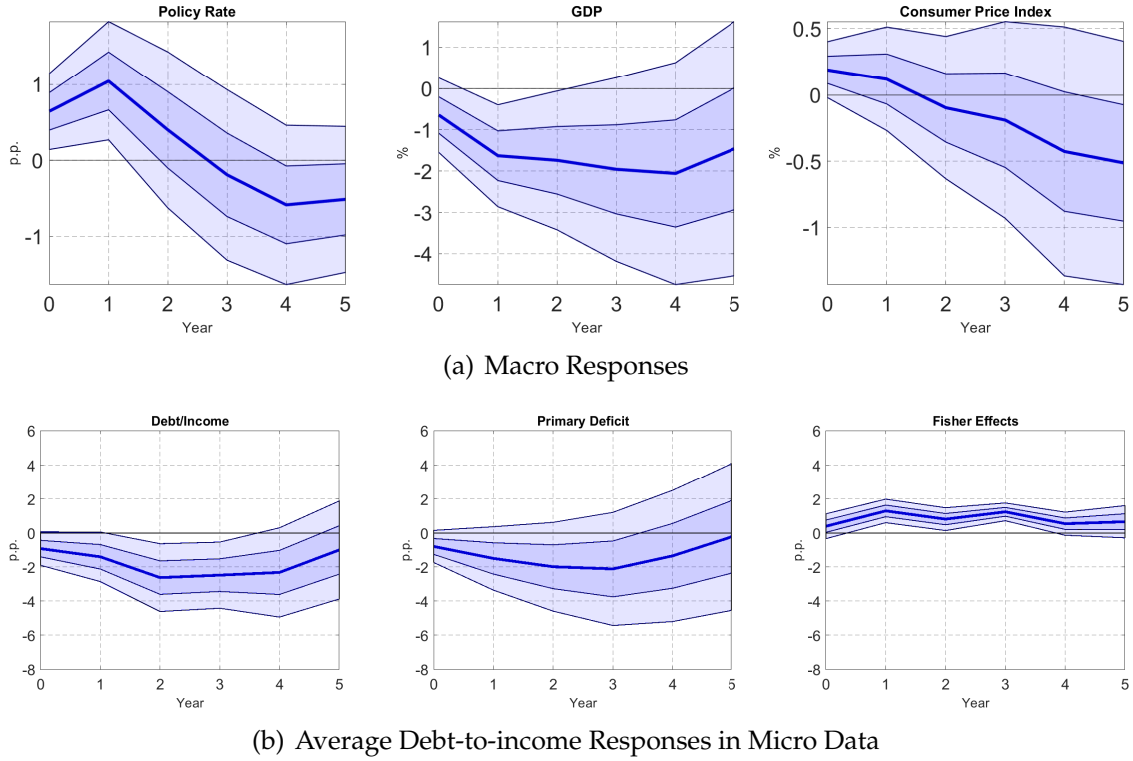 Policy Rate
GDP
Consumer Price Index
p.p.
1
0
-1
0 1 2 3 4 5
Year
%
1
0
-1
-2
-3
-4
0 1 2 3 4 5
Year
%
0.5
0
-0.5
-1
0 1 2 3 4 5
Year
(a) Macro Responses
Debt/Income
Primary Deficit
Fisher Effects
p.p.
6
4
2
0
-2
-4
-6
-8
0 1 2 3 4 5
Year
p.p.
6
4
2
0
-2
-4
-6
-8
0 1 2 3 4 5
Year
p.p.
6
4
2
0
-2
-4
-6
-8
0 1 2 3 4 5
Year
(b) Average Debt-to-income Responses in Micro Data